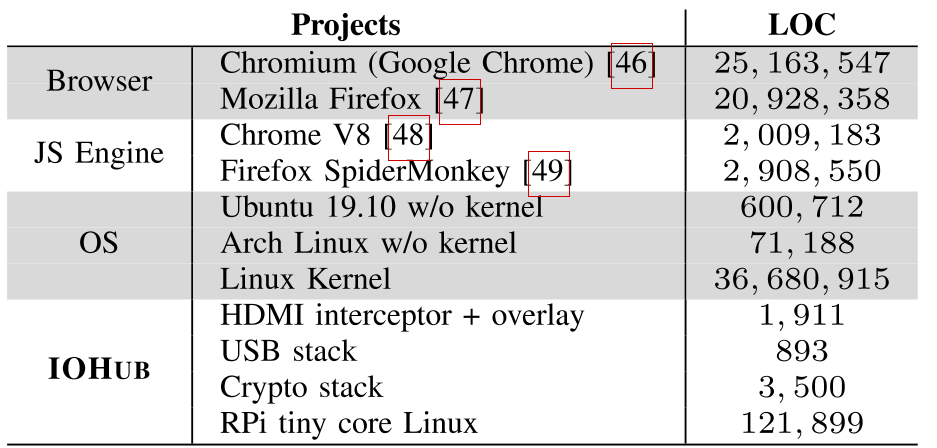 Projects LOC
Browser
Chromium (Google Chrome) [46] 25, 163, 547
Mozilla Firefox [47] 20, 928, 358
JS Engine
Chrome V8 [48] 2, 009, 183
Firefox SpiderMonkey [49] 2, 908, 550
OS
Ubuntu 19.10 w/o kernel 600, 712
Arch Linux w/o kernel 71, 188
Linux Kernel 36, 680, 915
IOHUB
HDMI interceptor + overlay 1, 911
USB stack 893
Crypto stack 3, 500
RPi tiny core Linux 121, 899